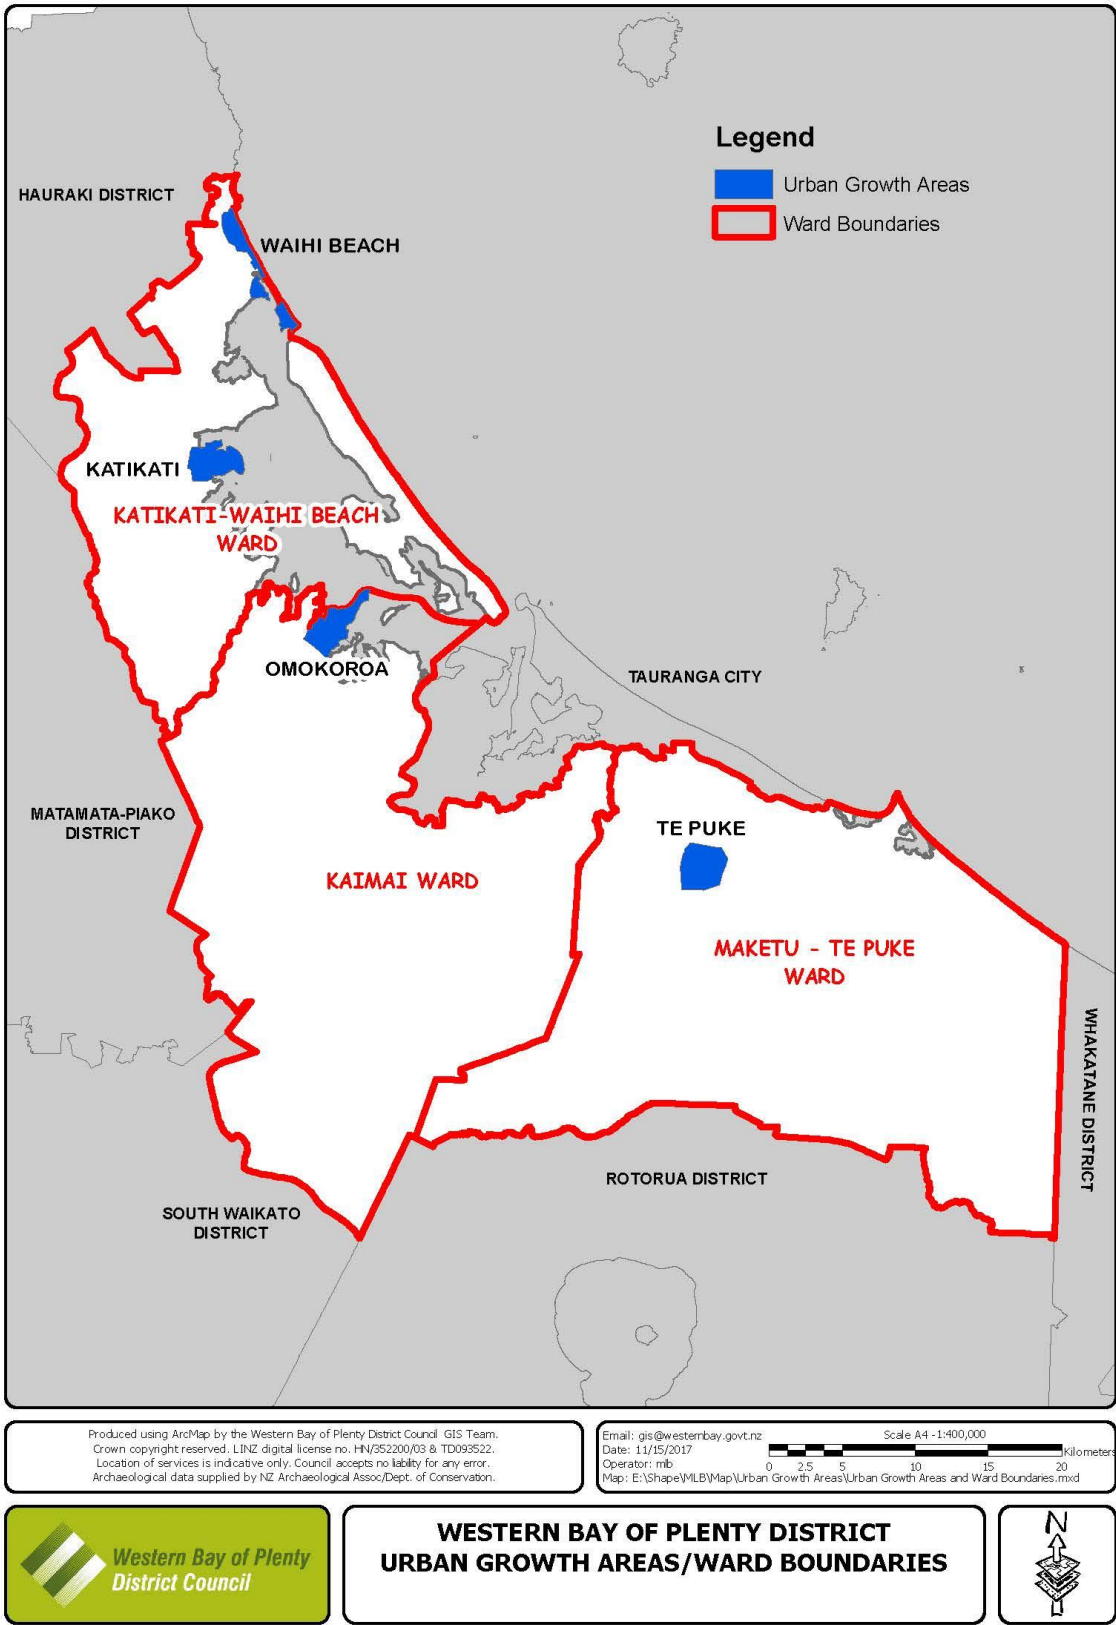 Legend
Urban Growth Areas
Ward Boundaries
HAURAKI DISTRICT
WAIHI BEACH
KATIKATI
KATIKATI-WAIHI BEACH
WARD
OMOKOROA
TAURANGA CITY
MATAMATA-PIAKO
DISTRICT
TE PUKE
KAIMAI WARD
MAKETU - TE PUKE
WARD
WHAKATANE DISTRICT
ROTORUA DISTRICT
SOUTH WAIKATO
DISTRICT
Produced using ArcMap by the Western Bay of Plenty District Council GIS Team.
Crown copyright reserved. LINZ digital license no. HN/352200/03 & TD093522.
Location of services is indicative only. Council accepts no liability for any error.
Archaeological data supplied by NZ Archaeological Assoc/Dept. of Conservation.
Email: gis@westernbay.govt.nz
Date: 11/15/2017
Operator: mlb
Map: E:\Shape\MLB\Map\Urban Growth Areas\Urban Growth Areas and Ward Boundaries.mxd
Scale A4 -1:400,000
Kilometers
0 2.5 5 10 15 20
Western Bay of Plenty
District Council
WESTERN BAY OF PLENTY DISTRICT
URBAN GROWTH AREAS/WARD BOUNDARIES
N